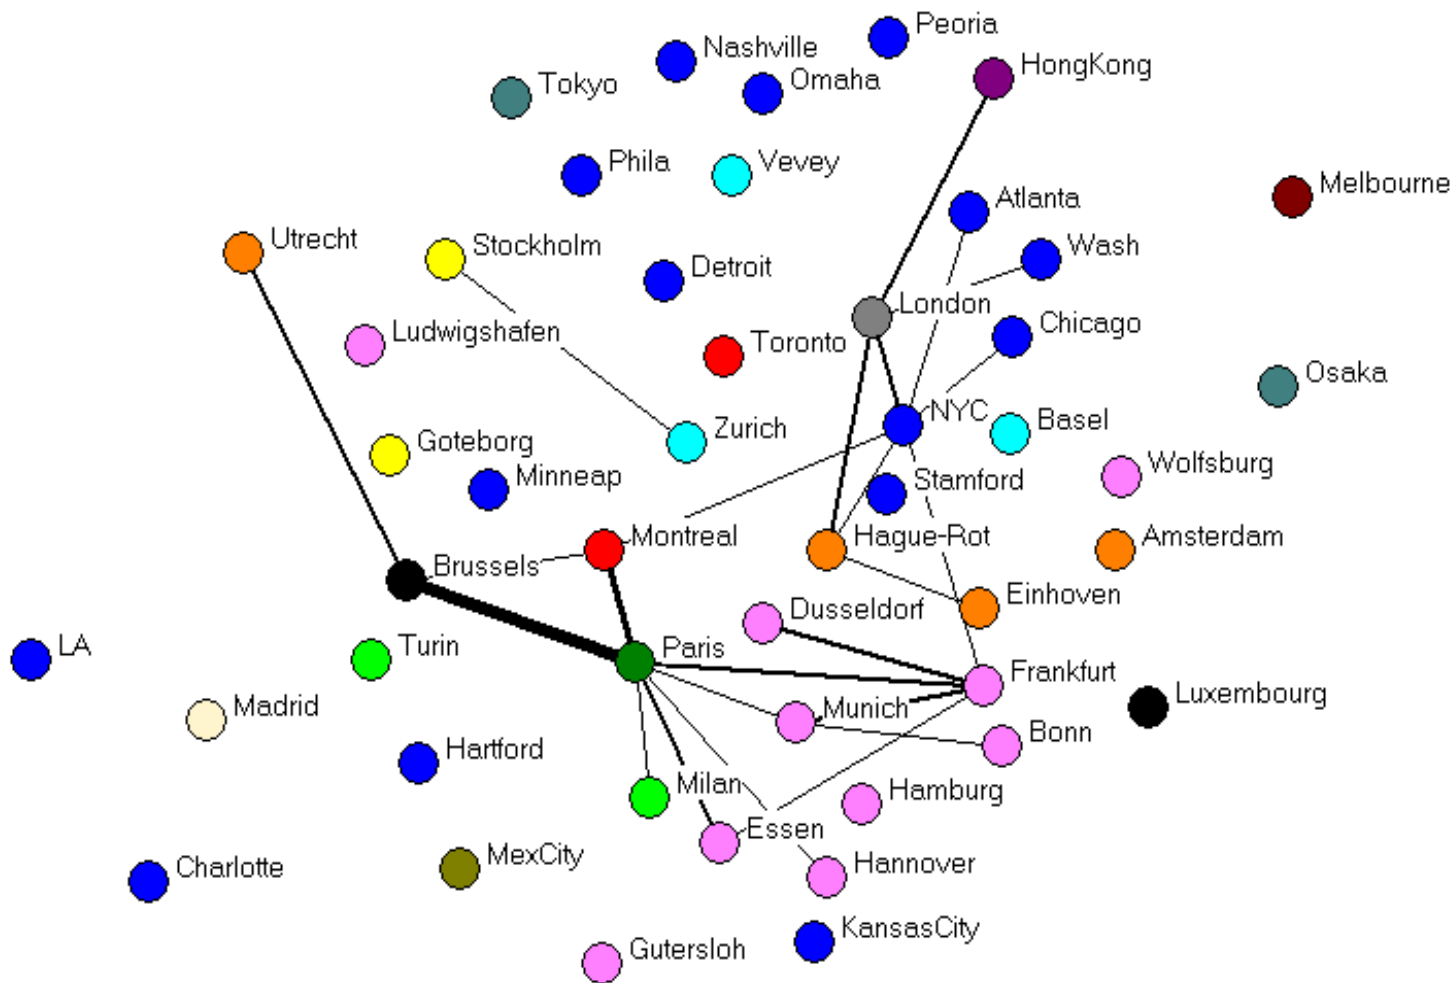 Peoria
Nashville
HongKong
Omaha
Tokyo
Phila
Vevey
Melbourne
Atlanta
Utrecht
Stockholm
Wash
Detroit
London
Chicago
Ludwigshafen
Toronto
Osaka
NYC
Basel
Zurich
Goteborg
Wolfsburg
Minneap
Stamford
Montreal
Hague-Rot
Amsterdam
Brussels
Einhoven
Dusseldorf
LA
Turin
Paris
Frankfurt
Luxembourg
Madrid
Munich
Bonn
Hartford
Milan
Hamburg
Essen
MexCity
Charlotte
Hannover
KansasCity
Gutersloh